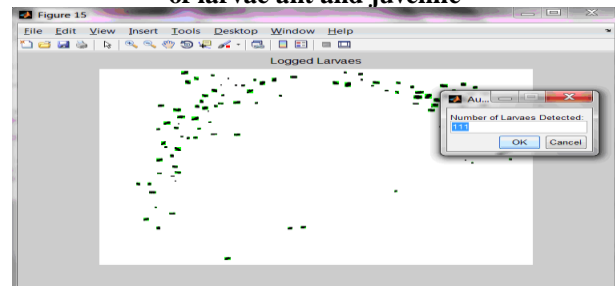 of larvae ant and juvenile
Figure 15
File Edit View Insert Tools Desktop Window Help
Logged Larvaes
Au...
Number of Larvaes Detected:
111
OK Cancel